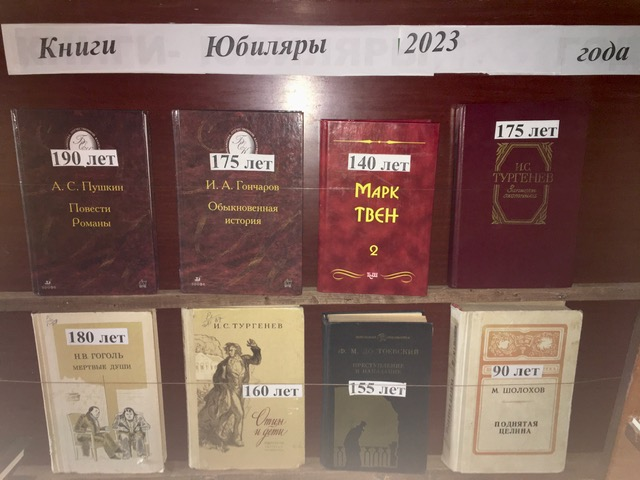 Книги Юбиляры 2023 года
190 лет
А. С. Пушкин
Повести
Романы
175 лет
И. А. Гончаров
Обыкновенная
история
140 лет
МАРК
ТВЕН
2
175 лет
И.С.
ТУРГЕНЕВ
Записки
охотника
180 лет
Н.В. ГОГОЛЬ
МЕРТВЫЕ ДУШИ
И.С. ТУРГЕНЕВ
160 лет
Отцы
и дети
Ф. М. ДОСТОЕВСКИЙ
ПРЕСТУПЛЕНИЕ
И НАКАЗАНИЕ
155 лет
90 лет
М. ШОЛОХОВ
ПОДНЯТАЯ
ЦЕЛИНА